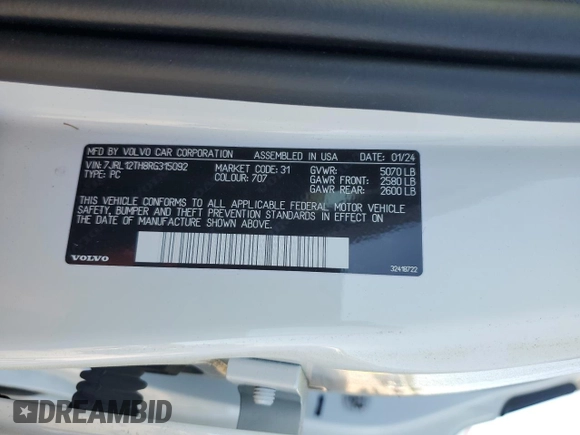 MFD BY VOLVO CAR CORPORATION ASSEMBLED IN USA DATE: 01/24
VIN: 7JRL12TH8RG315092 MARKET CODE: 31 GVWR: 5070 LB
TYPE: PC COLOUR: 707 GAWR FRONT: 2580 LB
GAWR REAR: 2600 LB
THIS VEHICLE CONFORMS TO ALL APPLICABLE FEDERAL MOTOR VEHICLE
SAFETY, BUMPER AND THEFT PREVENTION STANDARDS IN EFFECT ON
THE DATE OF MANUFACTURE SHOWN ABOVE.
VOLVO 32418722
DREAMBID